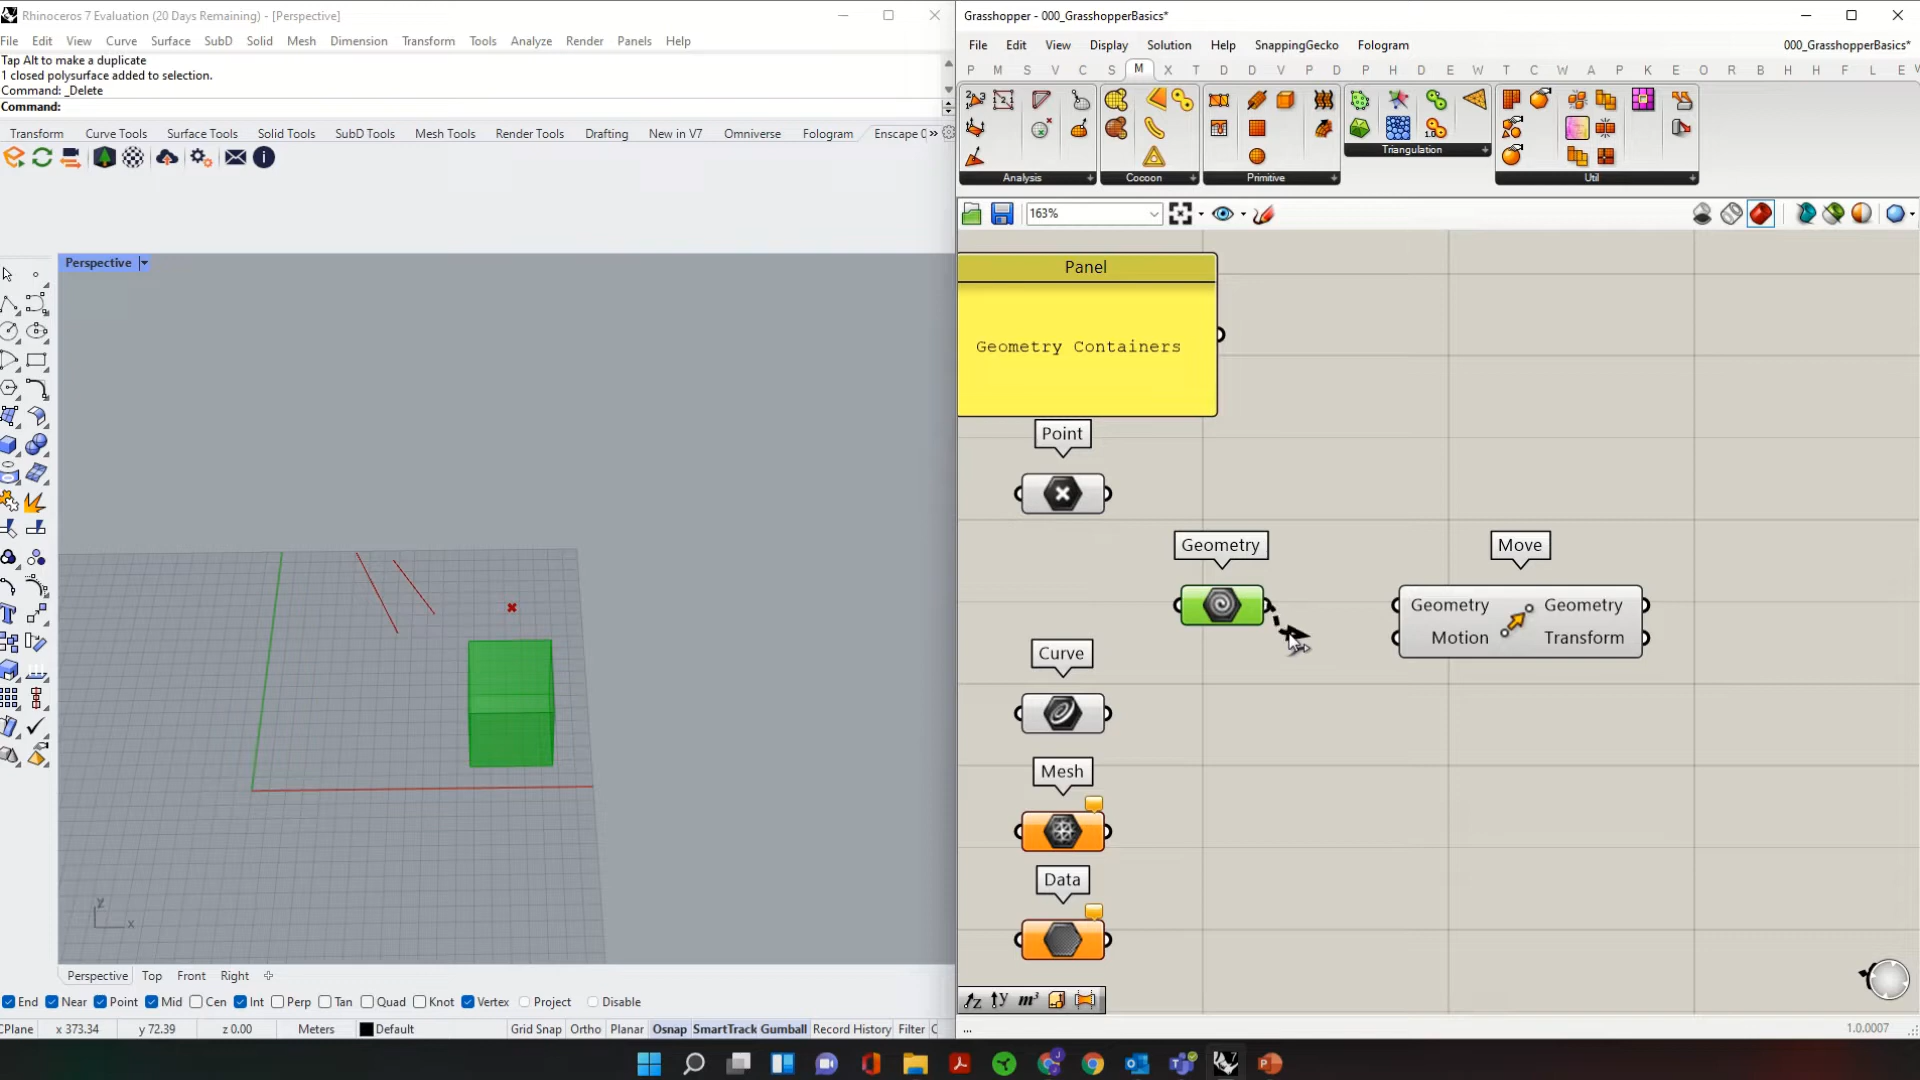 Rhinoceros 7 Evaluation (20 Days Remaining) - [Perspective]
File Edit View Curve Surface SubD Solid Mesh Dimension Transform Tools Analyze Render Panels Help
Tap Alt to make a duplicate
1 closed polysurface added to selection.
Command: _Delete
Command:
Transform Curve Tools Surface Tools Solid Tools SubD Tools Mesh Tools Render Tools Drafting New in V7 Omniverse Fologram Enscape
Perspective
y
x
Perspective Top Front Right
End Near Point Mid Cen Int Perp Tan Quad Knot Vertex Project Disable
CPlane x 373.34 y 72.39 z 0.00 Meters Default Grid Snap Ortho Planar Osnap SmartTrack Gumball Record History Filter C
Grasshopper - 000_GrasshopperBasics*
File Edit View Display Solution Help SnappingGecko Fologram 000_GrasshopperBasics*
P M S V C S M X T D D V P D P H D E W T C W A P K E O R B H H F L E
Analysis Cocoon Primitive Triangulation Util
163%
Panel
Geometry Containers
Point
Geometry
Move
Geometry Geometry
Motion Transform
Curve
Mesh
Data
... 1.0.0007